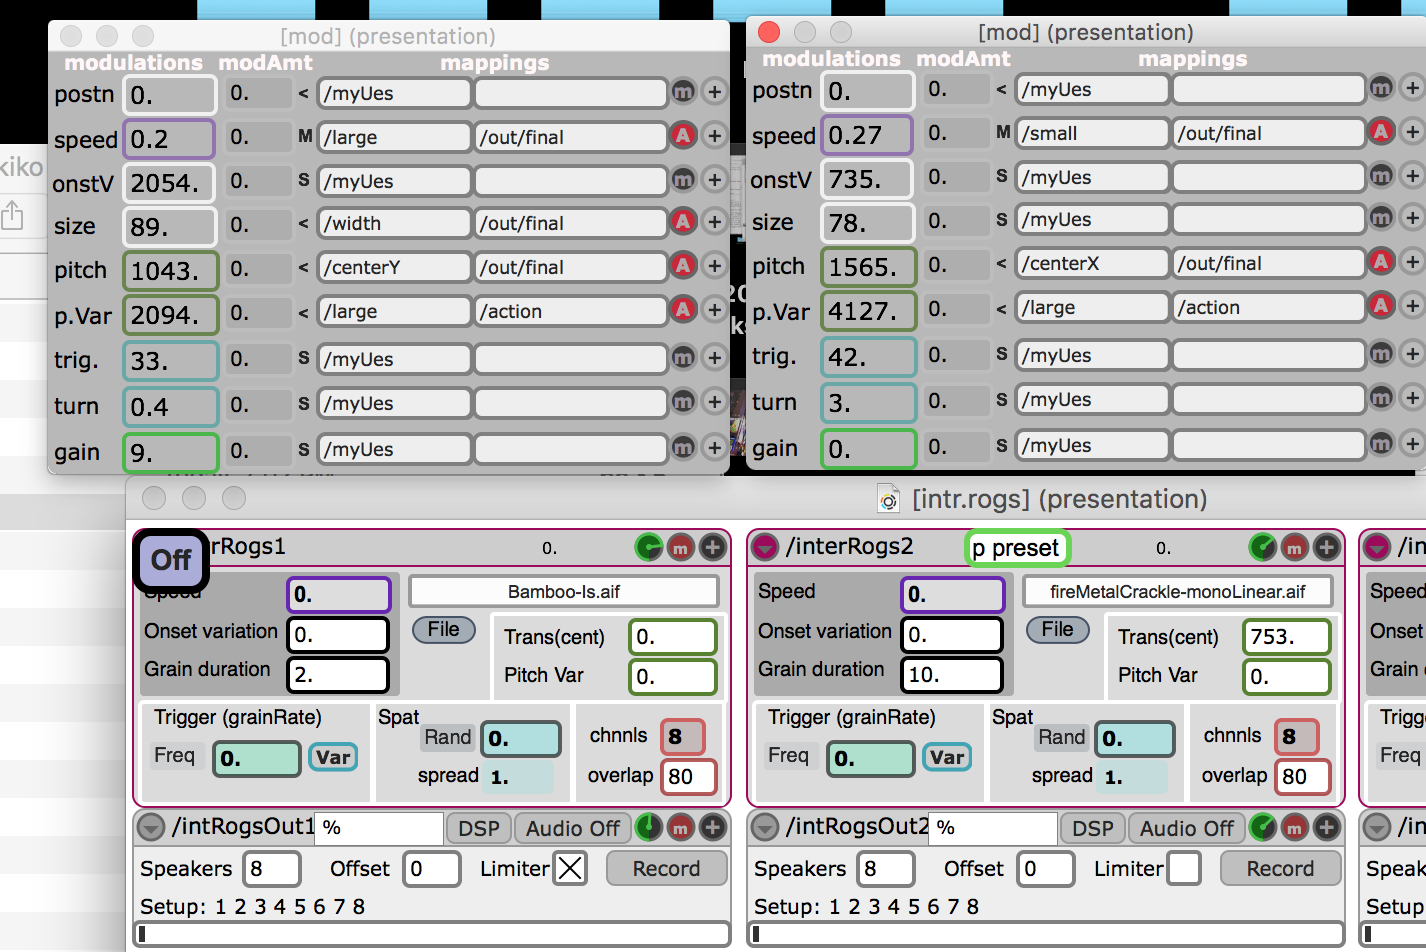 [mod] (presentation)
modulations modAmt mappings
postn 0. 0. < /myUes m +
speed 0.2 0. M /large /out/final A +
onstV 2054. 0. S /myUes m +
size 89. 0. < /width /out/final A +
pitch 1043. 0. < /centerY /out/final A +
p.Var 2094. 0. < /large /action A +
trig. 33. 0. S /myUes m +
turn 0.4 0. S /myUes m +
gain 9. 0. S /myUes m +
[mod] (presentation)
modulations modAmt mappings
postn 0. 0. < /myUes m +
speed 0.27 0. M /small /out/final A +
onstV 735. 0. S /myUes m +
size 78. 0. S /myUes m +
pitch 1565. 0. < /centerX /out/final A +
p.Var 4127. 0. < /large /action A +
trig. 42. 0. S /myUes m +
turn 3. 0. S /myUes m +
gain 0. 0. S /myUes m +
kiko
[intr.rogs] (presentation)
Off rRogs1 0. m +
Speed 0. Bamboo-Is.aif
Onset variation 0. File Trans(cent) 0.
Grain duration 2. Pitch Var 0.
Trigger (grainRate) Spat
Freq 0. Var Rand 0. chnnls 8
spread 1. overlap 80
/intRogsOut1 % DSP Audio Off m +
Speakers 8 Offset 0 Limiter X Record
Setup: 1 2 3 4 5 6 7 8
/interRogs2 p preset 0. m +
Speed 0. fireMetalCrackle-monoLinear.aif
Onset variation 0. File Trans(cent) 753.
Grain duration 10. Pitch Var 0.
Trigger (grainRate) Spat
Freq 0. Var Rand 0. chnnls 8
spread 1. overlap 80
/intRogsOut2 % DSP Audio Off m +
Speakers 8 Offset 0 Limiter Record
Setup: 1 2 3 4 5 6 7 8
/in
Speed
Onset
Grain
Trigg
Freq
/in
Speak
Setup